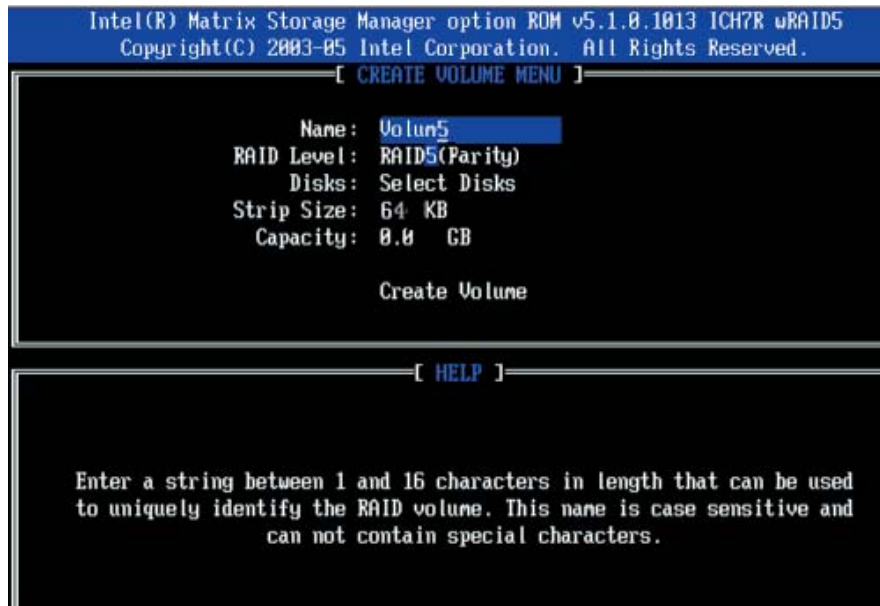 Intel(R) Matrix Storage Manager option ROM v5.1.0.1013 ICH7R wRAID5
Copyright(C) 2003-05 Intel Corporation. All Rights Reserved.
[ CREATE VOLUME MENU ]
Name: Volum5
RAID Level: RAID5(Parity)
Disks: Select Disks
Strip Size: 64 KB
Capacity: 0.0 GB
Create Volume
[ HELP ]
Enter a string between 1 and 16 characters in length that can be used
to uniquely identify the RAID volume. This name is case sensitive and
can not contain special characters.